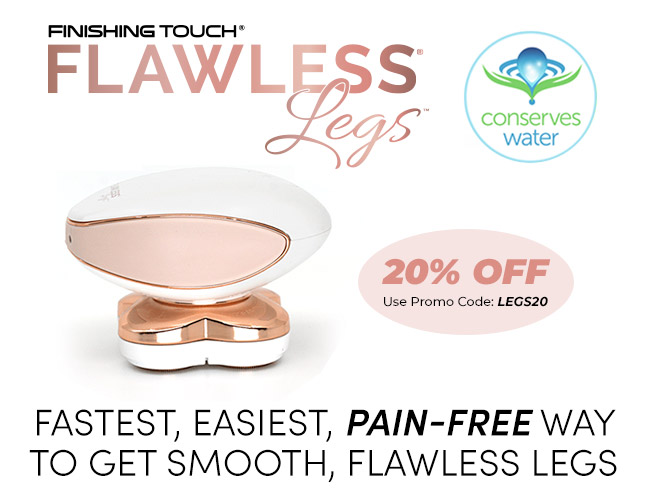 FINISHING TOUCH®
FLAWLESS®
Legs™
conserves
water
20% OFF
Use Promo Code: LEGS20
FASTEST, EASIEST, PAIN-FREE WAY
TO GET SMOOTH, FLAWLESS LEGS